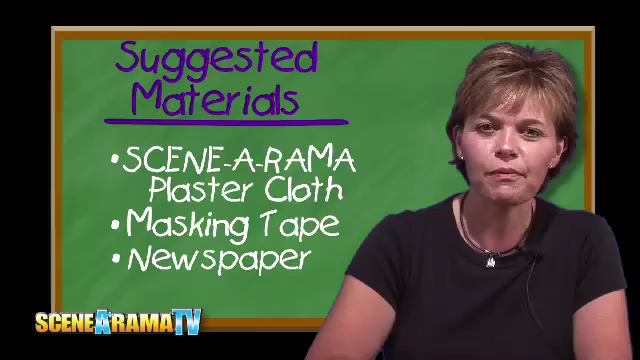 Suggested
Materials
• SCENE-A-RAMA
Plaster Cloth
• Masking Tape
• Newspaper
SCENEARAMATV